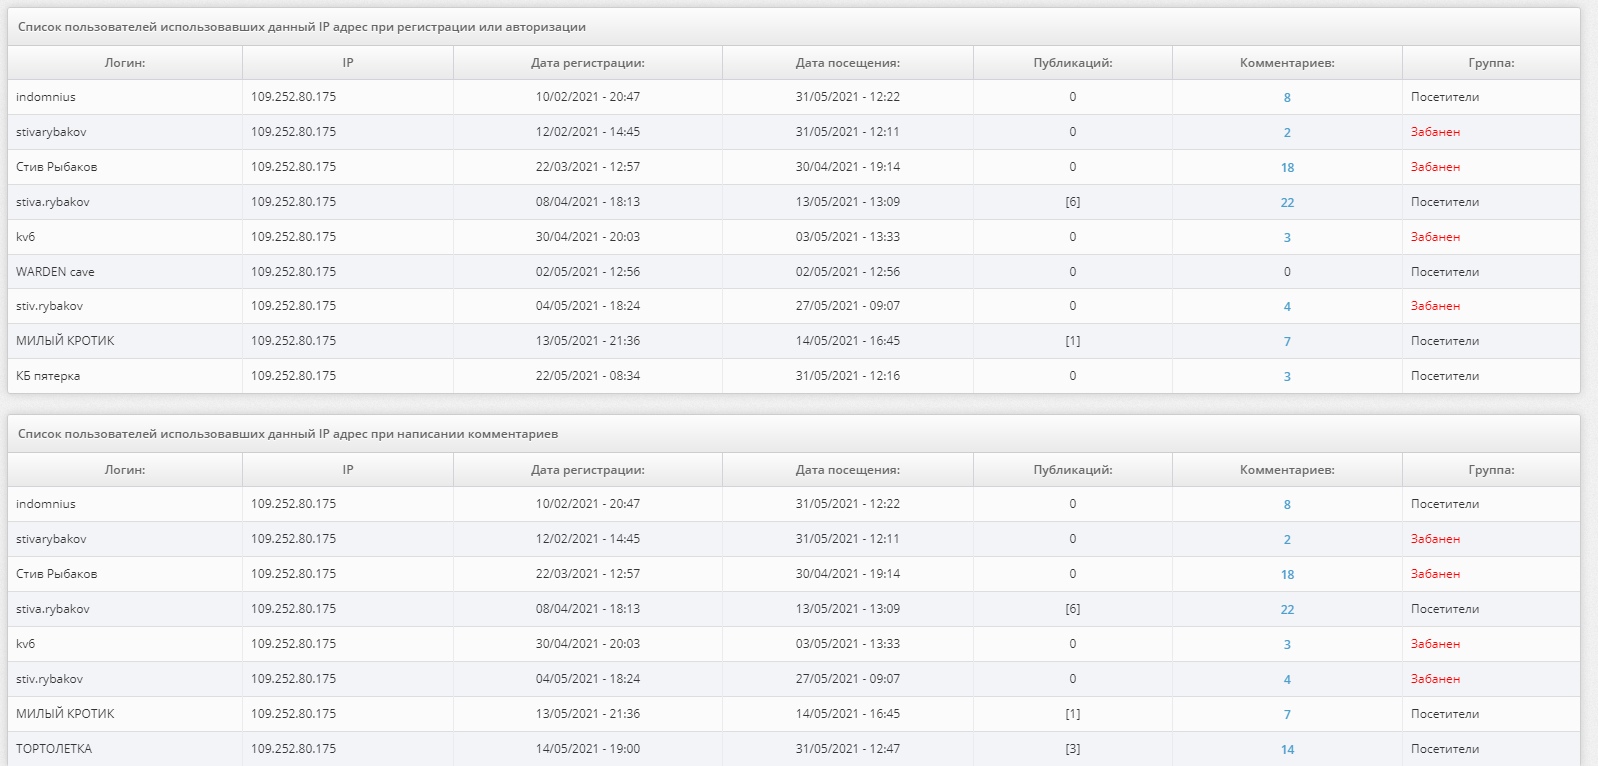 Список пользователей использовавших данный IP адрес при регистрации или авторизации
Логин: IP Дата регистрации: Дата посещения: Публикаций: Комментариев: Группа:
indomnius 109.252.80.175 10/02/2021 - 20:47 31/05/2021 - 12:22 0 8 Посетители
stivarybakov 109.252.80.175 12/02/2021 - 14:45 31/05/2021 - 12:11 0 2 Забанен
Стив Рыбаков 109.252.80.175 22/03/2021 - 12:57 30/04/2021 - 19:14 0 18 Забанен
stiva.rybakov 109.252.80.175 08/04/2021 - 18:13 13/05/2021 - 13:09 [6] 22 Посетители
kv6 109.252.80.175 30/04/2021 - 20:03 03/05/2021 - 13:33 0 3 Забанен
WARDEN cave 109.252.80.175 02/05/2021 - 12:56 02/05/2021 - 12:56 0 0 Посетители
stiv.rybakov 109.252.80.175 04/05/2021 - 18:24 27/05/2021 - 09:07 0 4 Забанен
МИЛЫЙ КРОТИК 109.252.80.175 13/05/2021 - 21:36 14/05/2021 - 16:45 [1] 7 Посетители
КБ пятерка 109.252.80.175 22/05/2021 - 08:34 31/05/2021 - 12:16 0 3 Посетители
Список пользователей использовавших данный IP адрес при написании комментариев
Логин: IP Дата регистрации: Дата посещения: Публикаций: Комментариев: Группа:
indomnius 109.252.80.175 10/02/2021 - 20:47 31/05/2021 - 12:22 0 8 Посетители
stivarybakov 109.252.80.175 12/02/2021 - 14:45 31/05/2021 - 12:11 0 2 Забанен
Стив Рыбаков 109.252.80.175 22/03/2021 - 12:57 30/04/2021 - 19:14 0 18 Забанен
stiva.rybakov 109.252.80.175 08/04/2021 - 18:13 13/05/2021 - 13:09 [6] 22 Посетители
kv6 109.252.80.175 30/04/2021 - 20:03 03/05/2021 - 13:33 0 3 Забанен
stiv.rybakov 109.252.80.175 04/05/2021 - 18:24 27/05/2021 - 09:07 0 4 Забанен
МИЛЫЙ КРОТИК 109.252.80.175 13/05/2021 - 21:36 14/05/2021 - 16:45 [1] 7 Посетители
ТОРТОЛЕТКА 109.252.80.175 14/05/2021 - 19:00 31/05/2021 - 12:47 [3] 14 Посетители